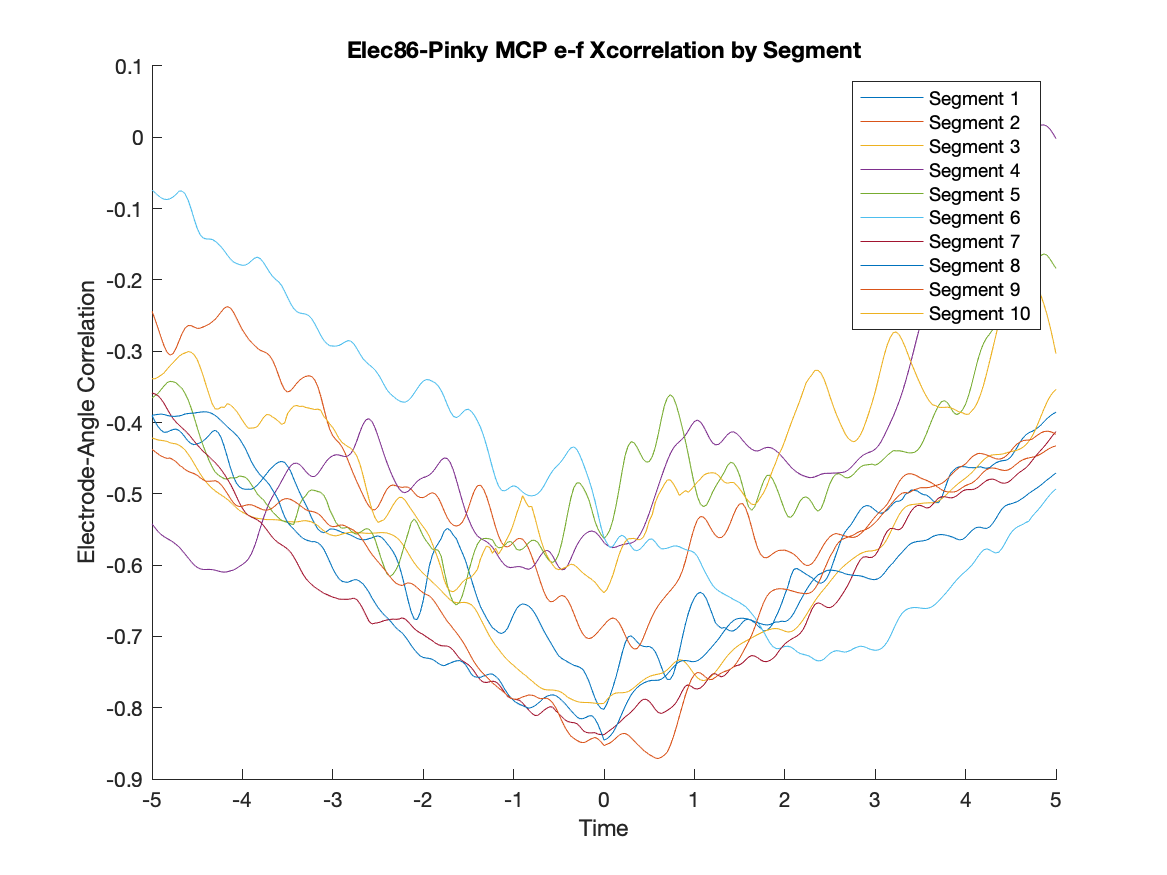 Elec86-Pinky MCP e-f Xcorrelation by Segment
0.1
0
-0.1
-0.2
-0.3
-0.4
-0.5
-0.6
-0.7
-0.8
-0.9
Electrode-Angle Correlation
Segment 1
Segment 2
Segment 3
Segment 4
Segment 5
Segment 6
Segment 7
Segment 8
Segment 9
Segment 10
-5 -4 -3 -2 -1 0 1 2 3 4 5
Time